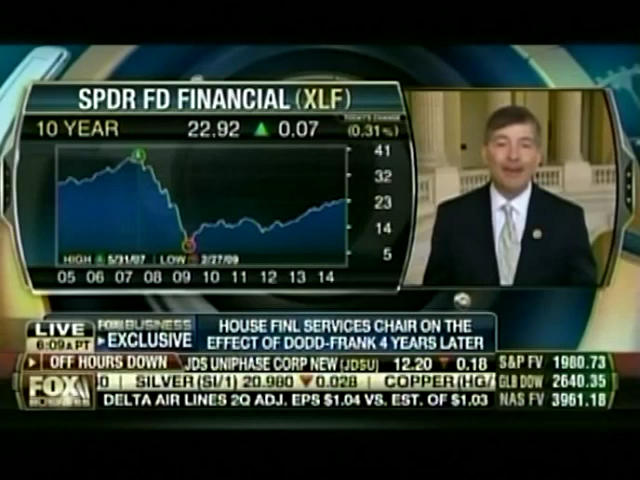 SPDR FD FINANCIAL (XLF)
10 YEAR 22.92 ▲ 0.07 (0.31%)
TODAY'S CHANGE
41
32
23
14
5
HIGH 5/31/07 LOW 2/27/09
05 06 07 08 09 10 11 12 13 14
LIVE
6:09A PT
FOX BUSINESS
EXCLUSIVE
HOUSE FINL SERVICES CHAIR ON THE
EFFECT OF DODD-FRANK 4 YEARS LATER
OFF HOURS DOWN JDS UNIPHASE CORP NEW (JDSU) 12.20 ▼ 0.18 S&P FV 1980.73
FOX
BUSINESS
SILVER (SI/1) 20.980 ▼ 0.028 COPPER (HG/ GLB DOW 2640.35
DELTA AIR LINES 2Q ADJ. EPS $1.04 VS. EST. OF $1.03 NAS FV 3961.18